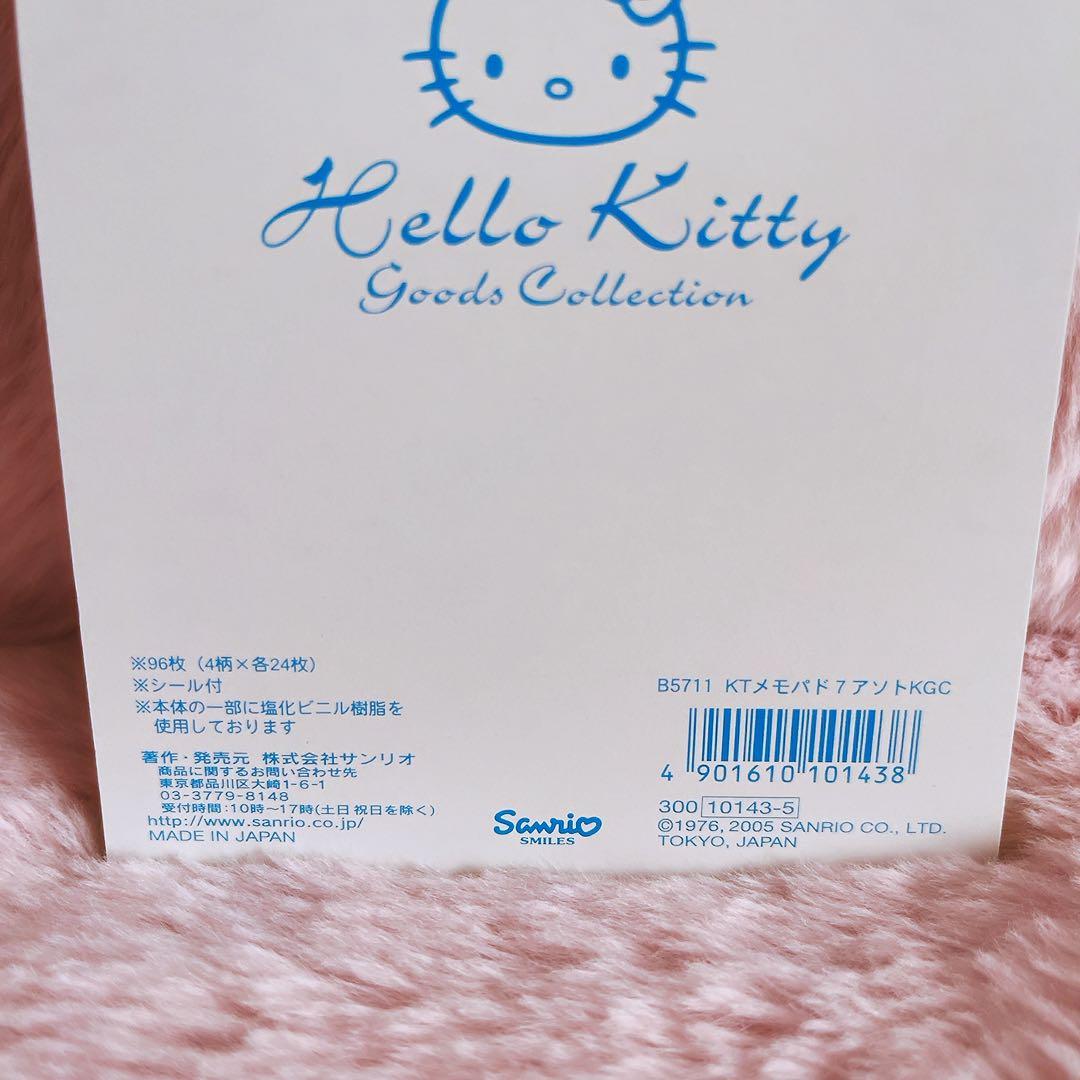 Hello Kitty
Goods Collection
※96枚（4柄×各24枚）
※シール付
※本体の一部に塩化ビニル樹脂を
使用しております
著作・発売元 株式会社サンリオ
商品に関するお問い合わせ先
東京都品川区大崎1-6-1
03-3779-8148
受付時間:10時〜17時(土日祝日を除く)
http://www.sanrio.co.jp/
MADE IN JAPAN
Sanrio
SMILES
B5711 KTメモパド7アソトKGC
4 901610 101438
300 10143-5
©1976, 2005 SANRIO CO., LTD.
TOKYO, JAPAN